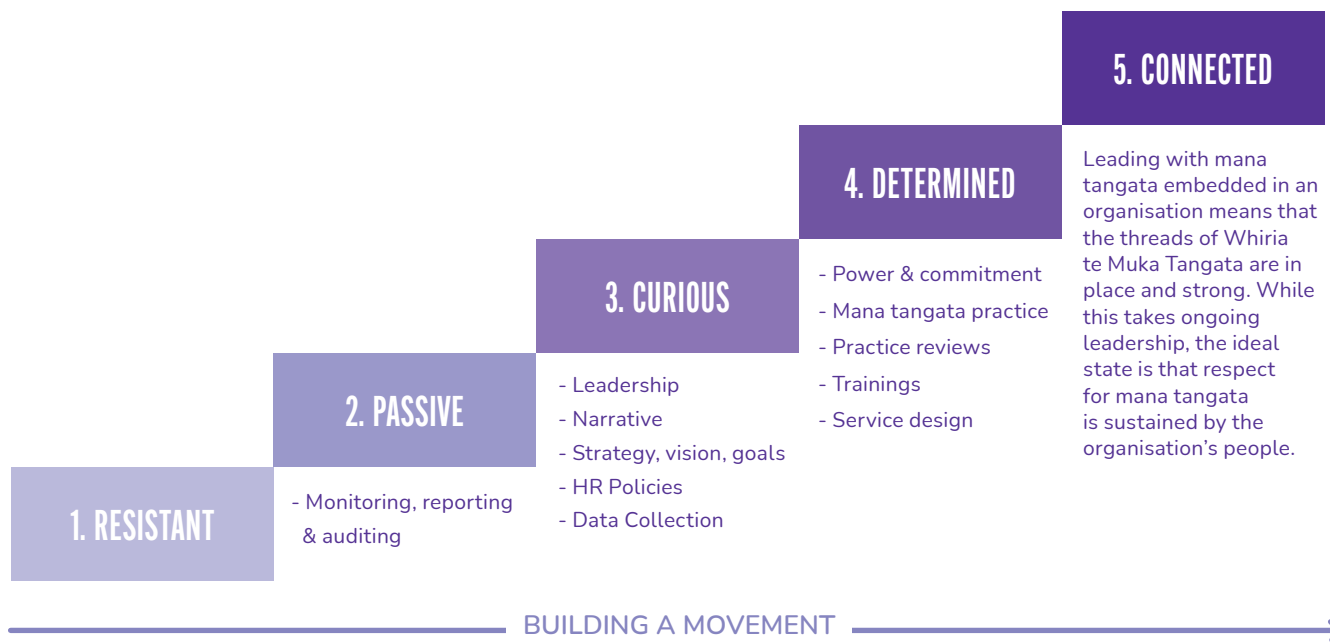 1. RESISTANT
2. PASSIVE
- Monitoring, reporting
& auditing
3. CURIOUS
- Leadership
- Narrative
- Strategy, vision, goals
- HR Policies
- Data Collection
4. DETERMINED
- Power & commitment
- Mana tangata practice
- Practice reviews
- Trainings
- Service design
5. CONNECTED
Leading with mana
tangata embedded in an
organisation means that
the threads of Whiria
te Muka Tangata are in
place and strong. While
this takes ongoing
leadership, the ideal
state is that respect
for mana tangata
is sustained by the
organisation’s people.
BUILDING A MOVEMENT